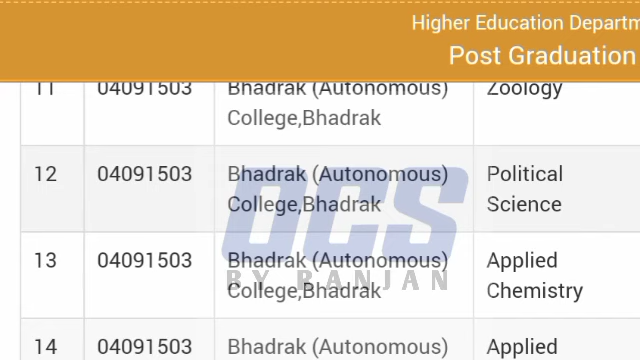 Higher Education Departm
Post Graduation
11 04091503 Bhadrak (Autonomous) Zoology
College,Bhadrak
12 04091503 Bhadrak (Autonomous) Political
College,Bhadrak Science
13 04091503 Bhadrak (Autonomous) Applied
College,Bhadrak Chemistry
14 04091503 Bhadrak (Autonomous) Applied
OCS
BY RANJAN